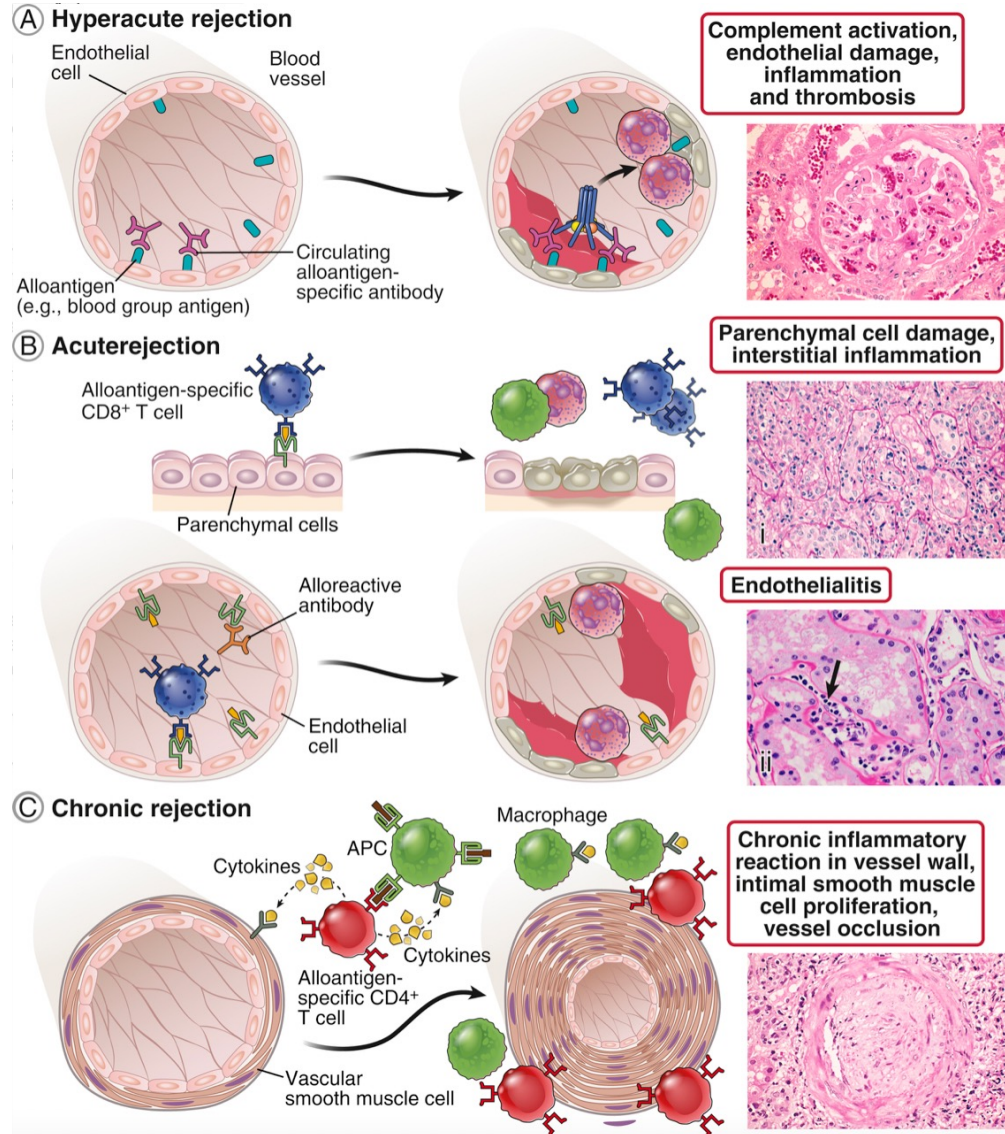 A Hyperacute rejection
Endothelial
cell
Blood
vessel
Complement activation,
endothelial damage,
inflammation
and thrombosis
Alloantigen
(e.g., blood group antigen)
Circulating
alloantigen-
specific antibody
B Acuterejection
Parenchymal cell damage,
interstitial inflammation
Alloantigen-specific
CD8⁺ T cell
Parenchymal cells
i
Alloreactive
antibody
Endothelial
cell
Endothelialitis
ii
C Chronic rejection
Cytokines
APC
Macrophage
Cytokines
Alloantigen-
specific CD4⁺
T cell
Vascular
smooth muscle cell
Chronic inflammatory
reaction in vessel wall,
intimal smooth muscle
cell proliferation,
vessel occlusion